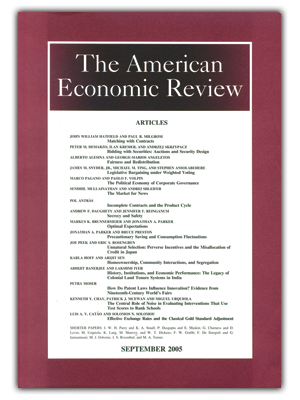 The American
Economic Review
ARTICLES
JOHN WILLIAM HATFIELD AND PAUL R. MILGROM
Matching with Contracts
PETER M. DEMARZO, ILAN KREMER, AND ANDRZEJ SKRZYPACZ
Bidding with Securities: Auctions and Security Design
ALBERTO ALESINA AND GEORGE-MARIOS ANGELETOS
Fairness and Redistribution
JAMES M. SNYDER, JR., MICHAEL M. TING, AND STEPHEN ANSOLABEHERE
Legislative Bargaining under Weighted Voting
MARCO PAGANO AND PAOLO F. VOLPIN
The Political Economy of Corporate Governance
SENDHIL MULLAINATHAN AND ANDREI SHLEIFER
The Market for News
POL ANTRÀS
Incomplete Contracts and the Product Cycle
ANDREW F. DAUGHETY AND JENNIFER F. REINGANUM
Secrecy and Safety
MARKUS K. BRUNNERMEIER AND JONATHAN A. PARKER
Optimal Expectations
JONATHAN A. PARKER AND BRUCE PRESTON
Precautionary Saving and Consumption Fluctuations
JOE PEEK AND ERIC S. ROSENGREN
Unnatural Selection: Perverse Incentives and the Misallocation of
Credit in Japan
KARLA HOFF AND ARIJIT SEN
Homeownership, Community Interactions, and Segregation
ABHIJIT BANERJEE AND LAKSHMI IYER
History, Institutions, and Economic Performance: The Legacy of
Colonial Land Tenure Systems in India
PETRA MOSER
How Do Patent Laws Influence Innovation? Evidence from
Nineteenth-Century World's Fairs
KENNETH Y. CHAY, PATRICK J. MCEWAN AND MIGUEL URQUIOLA
The Central Role of Noise in Evaluating Interventions That Use
Test Scores to Rank Schools
LUIS A. V. CATÃO AND SOLOMOS N. SOLOMOU
Effective Exchange Rates and the Classical Gold Standard Adjustment
SHORTER PAPERS: I. W. H. Parry and K. A. Small;
SEPTEMBER 2005